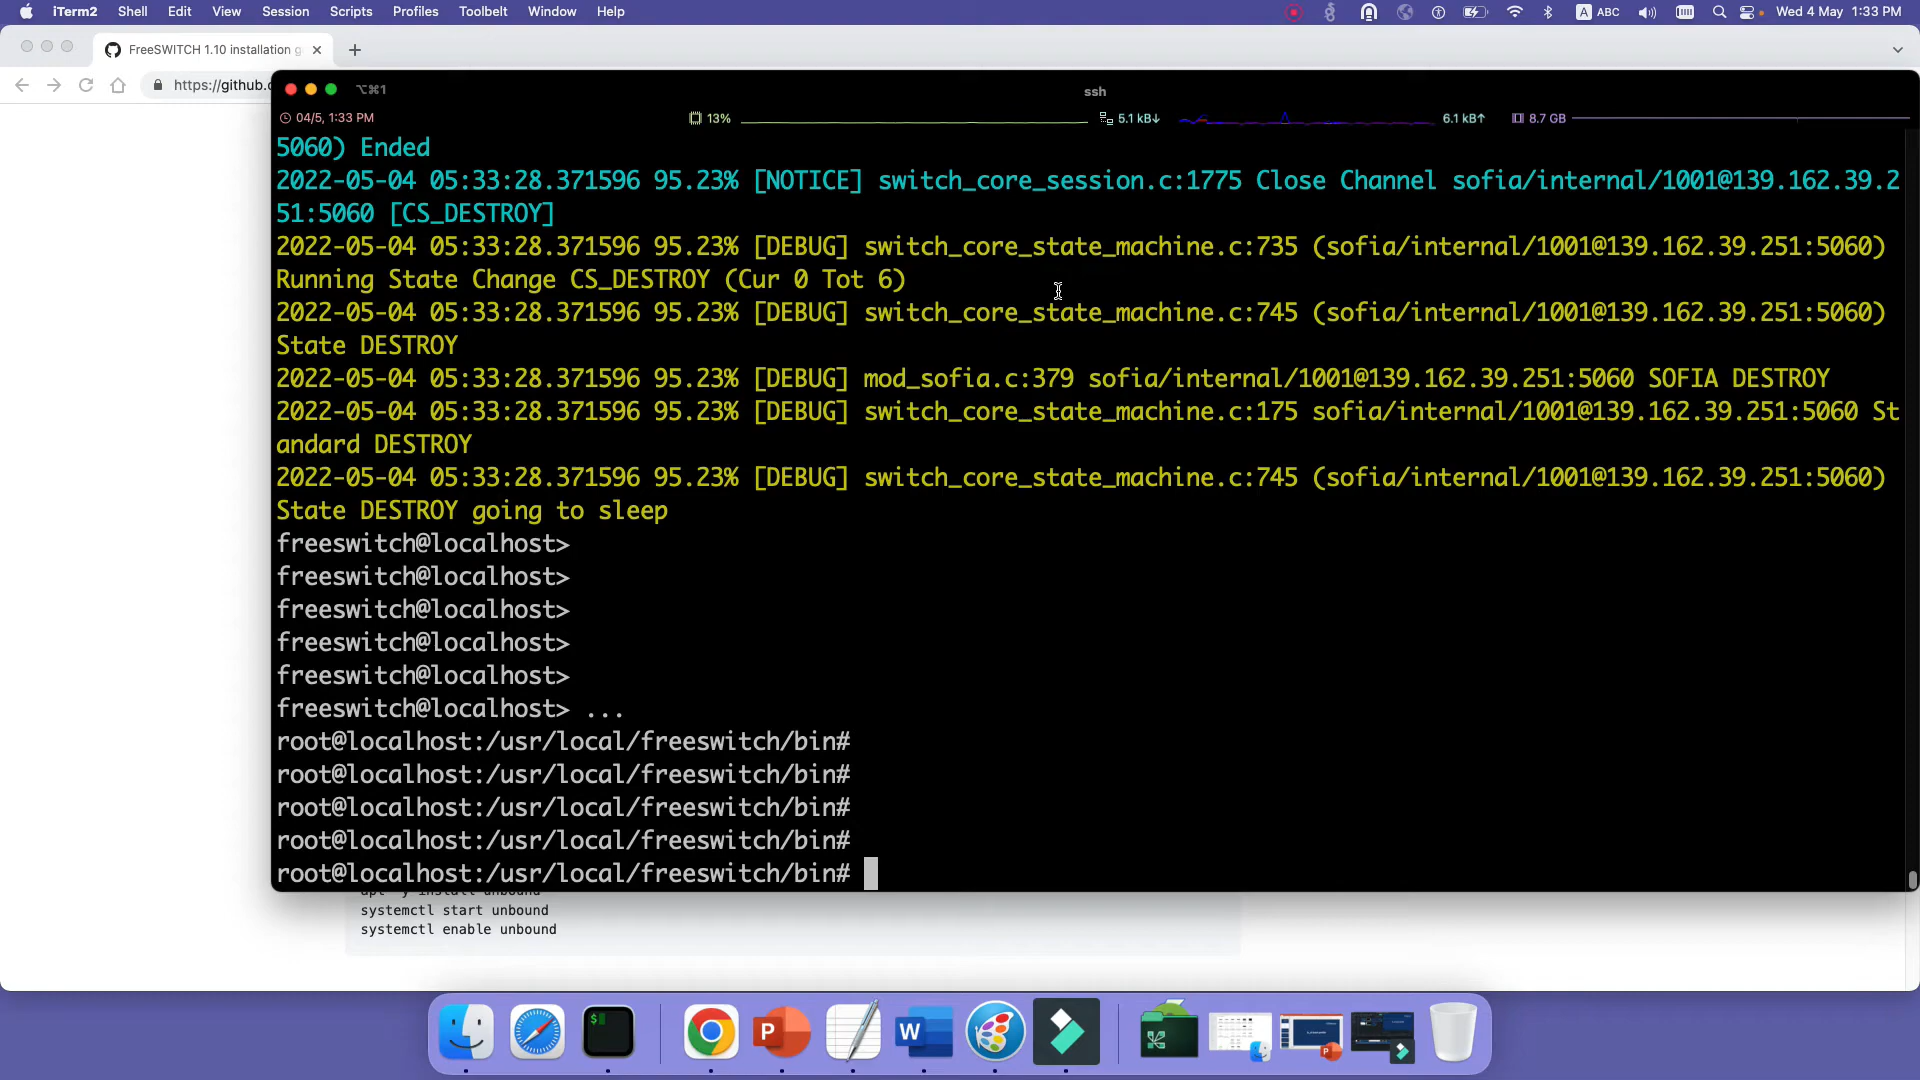 iTerm2 Shell Edit View Session Scripts Profiles Toolbelt Window Help A ABC Wed 4 May 1:33 PM
FreeSWITCH 1.10 installation g
https://github.c
⌥⌘1 ssh
04/5, 1:33 PM 13% 5.1 kB↓ 6.1 kB↑ 8.7 GB
5060) Ended
2022-05-04 05:33:28.371596 95.23% [NOTICE] switch_core_session.c:1775 Close Channel sofia/internal/1001@139.162.39.2
51:5060 [CS_DESTROY]
2022-05-04 05:33:28.371596 95.23% [DEBUG] switch_core_state_machine.c:735 (sofia/internal/1001@139.162.39.251:5060)
Running State Change CS_DESTROY (Cur 0 Tot 6)
2022-05-04 05:33:28.371596 95.23% [DEBUG] switch_core_state_machine.c:745 (sofia/internal/1001@139.162.39.251:5060)
State DESTROY
2022-05-04 05:33:28.371596 95.23% [DEBUG] mod_sofia.c:379 sofia/internal/1001@139.162.39.251:5060 SOFIA DESTROY
2022-05-04 05:33:28.371596 95.23% [DEBUG] switch_core_state_machine.c:175 sofia/internal/1001@139.162.39.251:5060 St
andard DESTROY
2022-05-04 05:33:28.371596 95.23% [DEBUG] switch_core_state_machine.c:745 (sofia/internal/1001@139.162.39.251:5060)
State DESTROY going to sleep
freeswitch@localhost>
freeswitch@localhost>
freeswitch@localhost>
freeswitch@localhost>
freeswitch@localhost>
freeswitch@localhost> ...
root@localhost:/usr/local/freeswitch/bin#
root@localhost:/usr/local/freeswitch/bin#
root@localhost:/usr/local/freeswitch/bin#
root@localhost:/usr/local/freeswitch/bin#
root@localhost:/usr/local/freeswitch/bin#
apt -y install unbound
systemctl start unbound
systemctl enable unbound